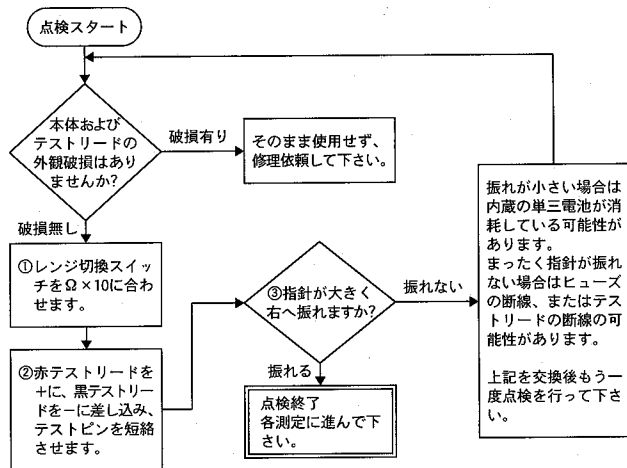 点検スタート
本体および
テストリードの
外観破損はあり
ませんか?
破損有り
そのまま使用せず、
修理依頼して下さい。
破損無し
①レンジ切換スイッ
チをΩ×10に合わ
せます。
②赤テストリードを
+に、黒テストリー
ドを−に差し込み、
テストピンを短絡
させます。
③指針が大きく
右へ振れますか?
振れない
振れる
点検終了
各測定に進んで下
さい。
振れが小さい場合は
内蔵の単三電池が消
耗している可能性が
あります。
まったく指針が振れ
ない場合はヒューズ
の断線、またはテス
トリードの断線の可
能性があります。
上記を交換後もう一
度点検を行って下さ
い。